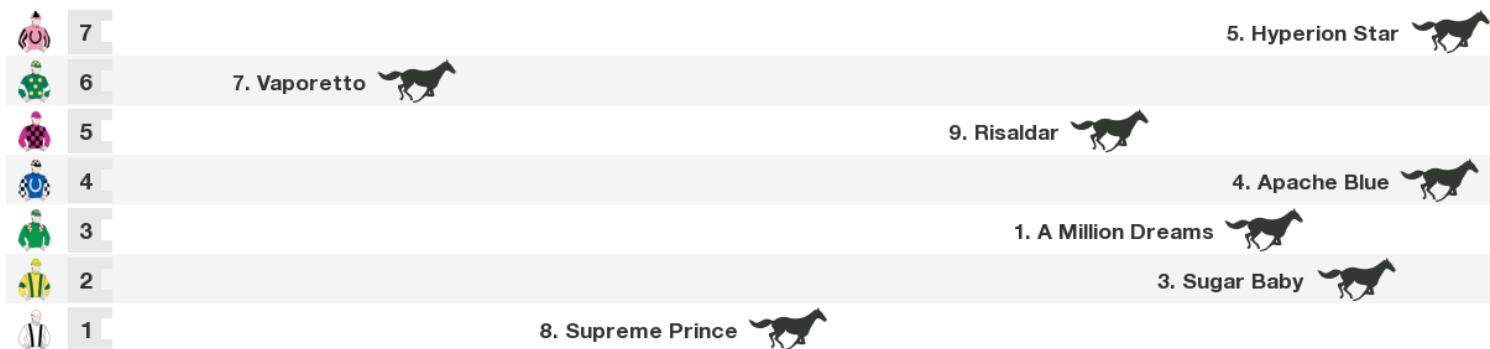 7 5. Hyperion Star
6 7. Vaporetto
5 9. Risaldar
4 4. Apache Blue
3 1. A Million Dreams
2 3. Sugar Baby
1 8. Supreme Prince